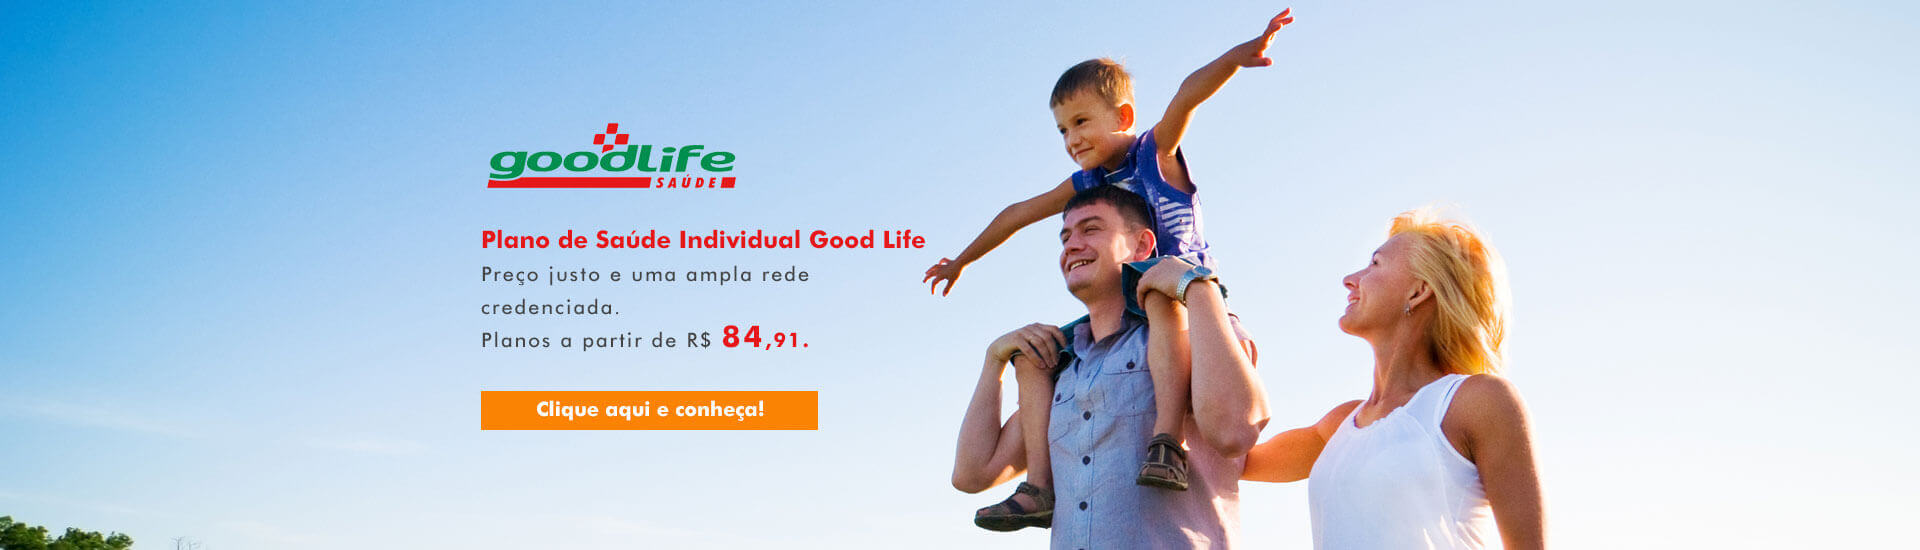 goodlife
SAÚDE
Plano de Saúde Individual Good Life
Preço justo e uma ampla rede
credenciada.
Planos a partir de R$ 84,91.
Clique aqui e conheça!